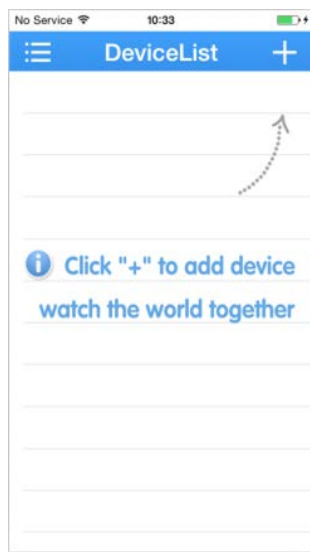 No Service 10:33
DeviceList +
Click "+" to add device
watch the world together